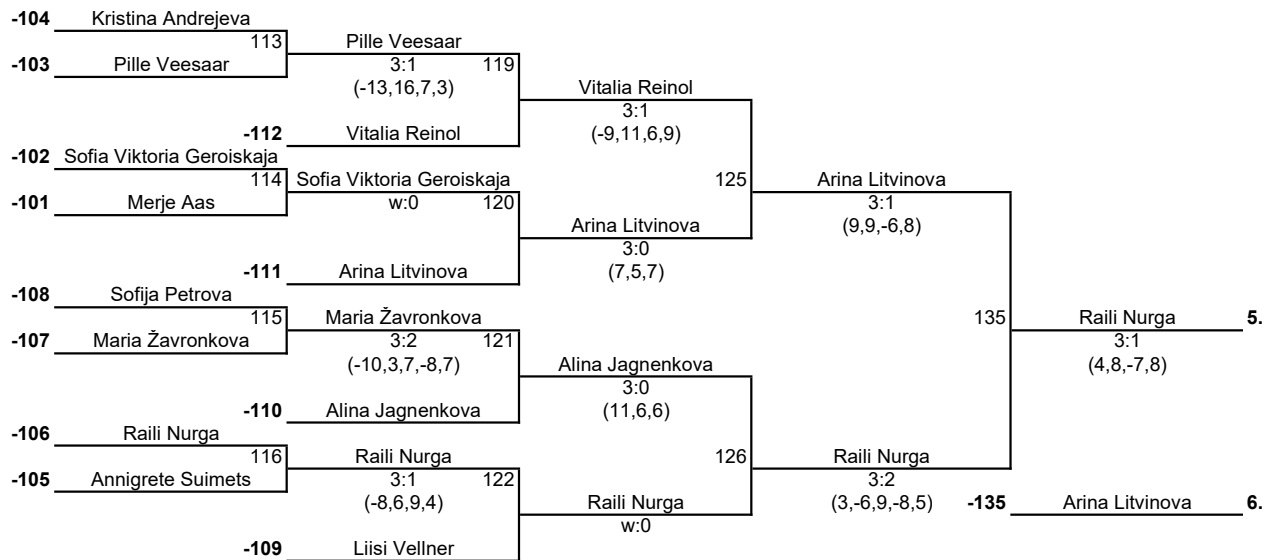 -104 Kristina Andrejeva
113 Pille Veesaar
-103 Pille Veesaar 3:1 119
(-13,16,7,3) Vitalia Reinol
3:1
-112 Vitalia Reinol (-9,11,6,9)
-102 Sofia Viktoria Geroiskaja
114 Sofia Viktoria Geroiskaja 125 Arina Litvinova
-101 Merje Aas w:0 120 3:1
Arina Litvinova (9,9,-6,8)
3:0
-111 Arina Litvinova (7,5,7)
-108 Sofija Petrova
115 Maria Žavronkova 135 Raili Nurga 5.
-107 Maria Žavronkova 3:2 121 3:1
(-10,3,7,-8,7) Alina Jagnenkova (4,8,-7,8)
3:0
-110 Alina Jagnenkova (11,6,6)
-106 Raili Nurga
116 Raili Nurga 126 Raili Nurga
-105 Annigrete Suimets 3:1 122 3:2
(-8,6,9,4) Raili Nurga (3,-6,9,-8,5) -135 Arina Litvinova 6.
w:0
-109 Liisi Vellner